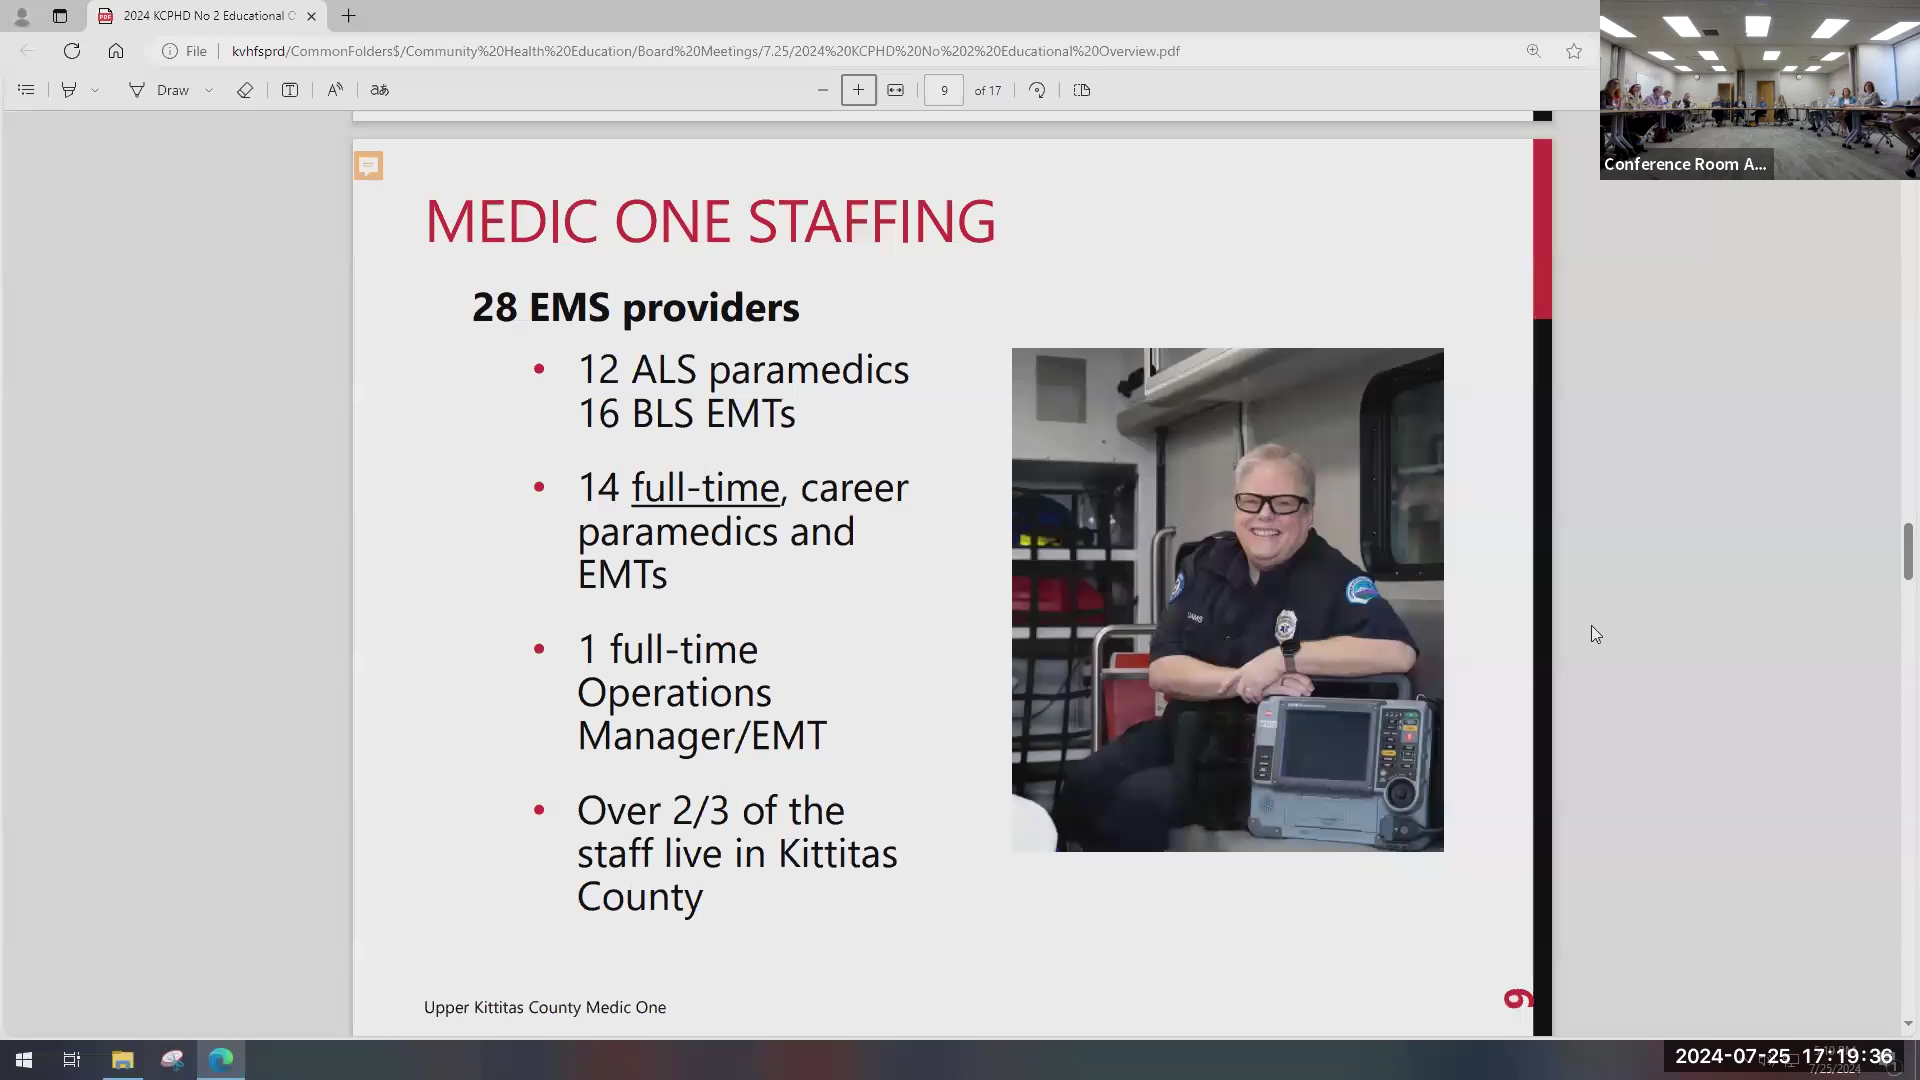 2024 KCPHD No 2 Educational O
File
kvhfsprd/CommonFolders$/Community%20Health%20Education/Board%20Meetings/7.25/2024%20KCPHD%20No%202%20Educational%20Overview.pdf
Draw
9
of 17
Conference Room A...
MEDIC ONE STAFFING
28 EMS providers
• 12 ALS paramedics
16 BLS EMTs
• 14 full-time, career
paramedics and
EMTs
• 1 full-time
Operations
Manager/EMT
• Over 2/3 of the
staff live in Kittitas
County
Upper Kittitas County Medic One
9
2024-07-25 17:19:36
7/25/2024